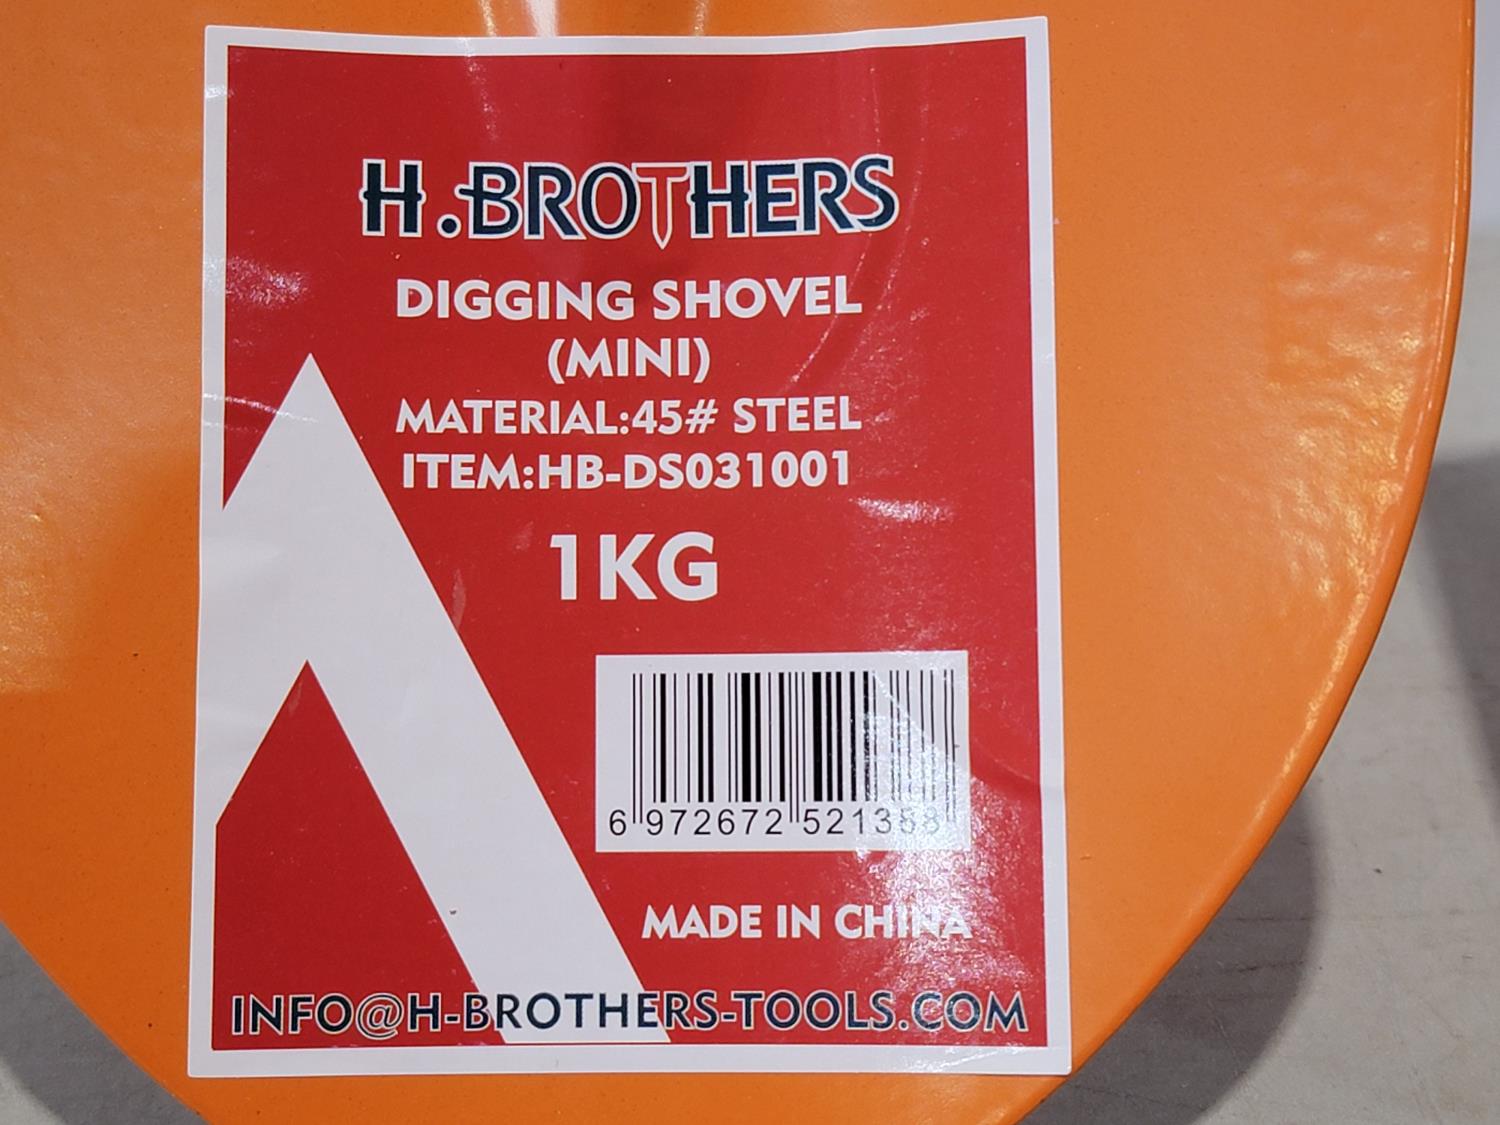 H.BROTHERS
DIGGING SHOVEL
(MINI)
MATERIAL:45# STEEL
ITEM:HB-DS031001
1KG
6 972672 521388
MADE IN CHINA
INFO@H-BROTHERS-TOOLS.COM